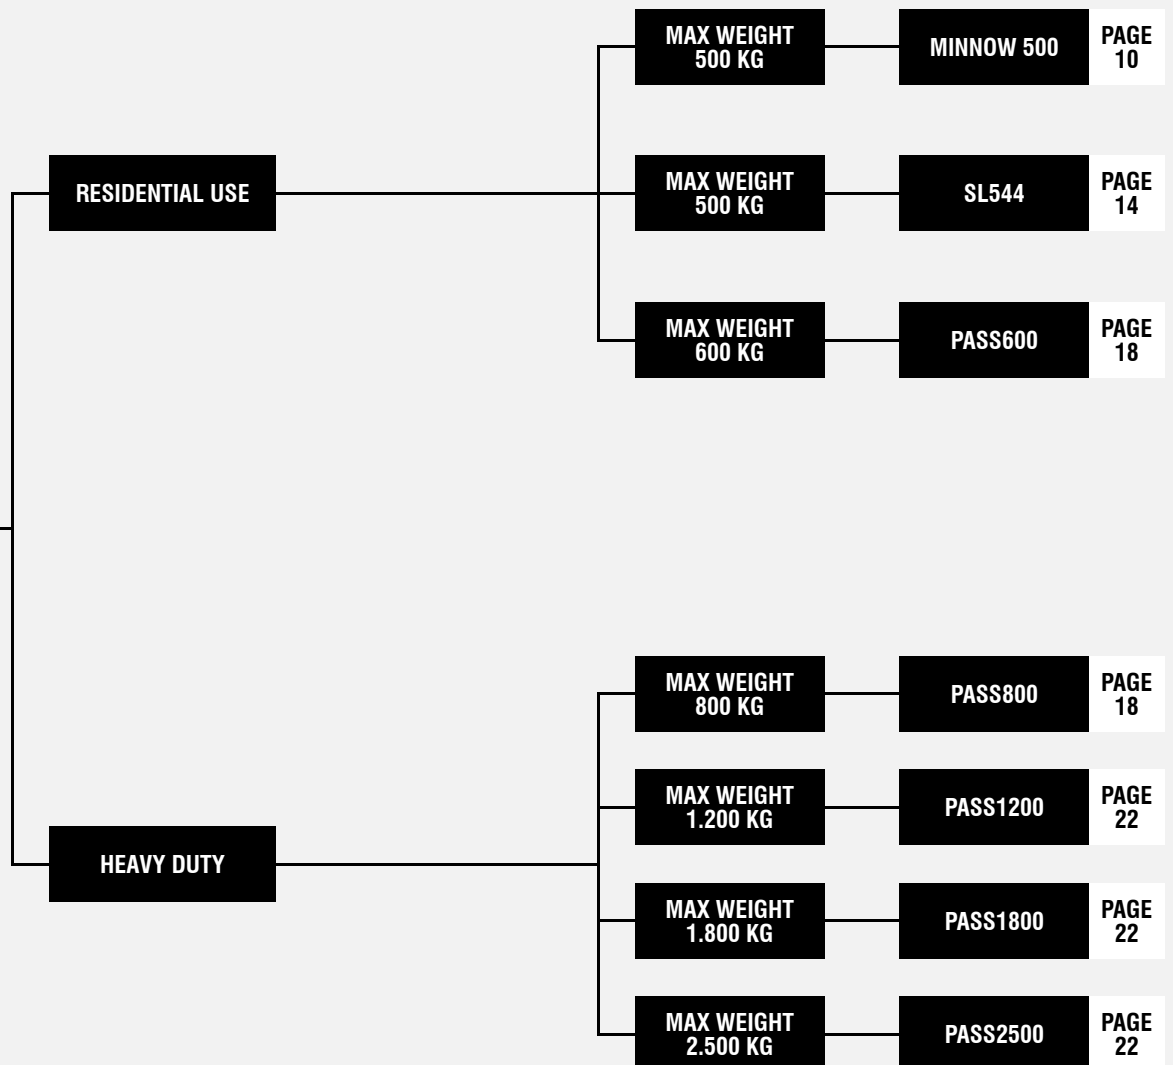 MAX WEIGHT
500 KG
MINNOW 500
PAGE
10
RESIDENTIAL USE
MAX WEIGHT
500 KG
SL544
PAGE
14
MAX WEIGHT
600 KG
PASS600
PAGE
18
MAX WEIGHT
800 KG
PASS800
PAGE
18
HEAVY DUTY
MAX WEIGHT
1.200 KG
PASS1200
PAGE
22
MAX WEIGHT
1.800 KG
PASS1800
PAGE
22
MAX WEIGHT
2.500 KG
PASS2500
PAGE
22